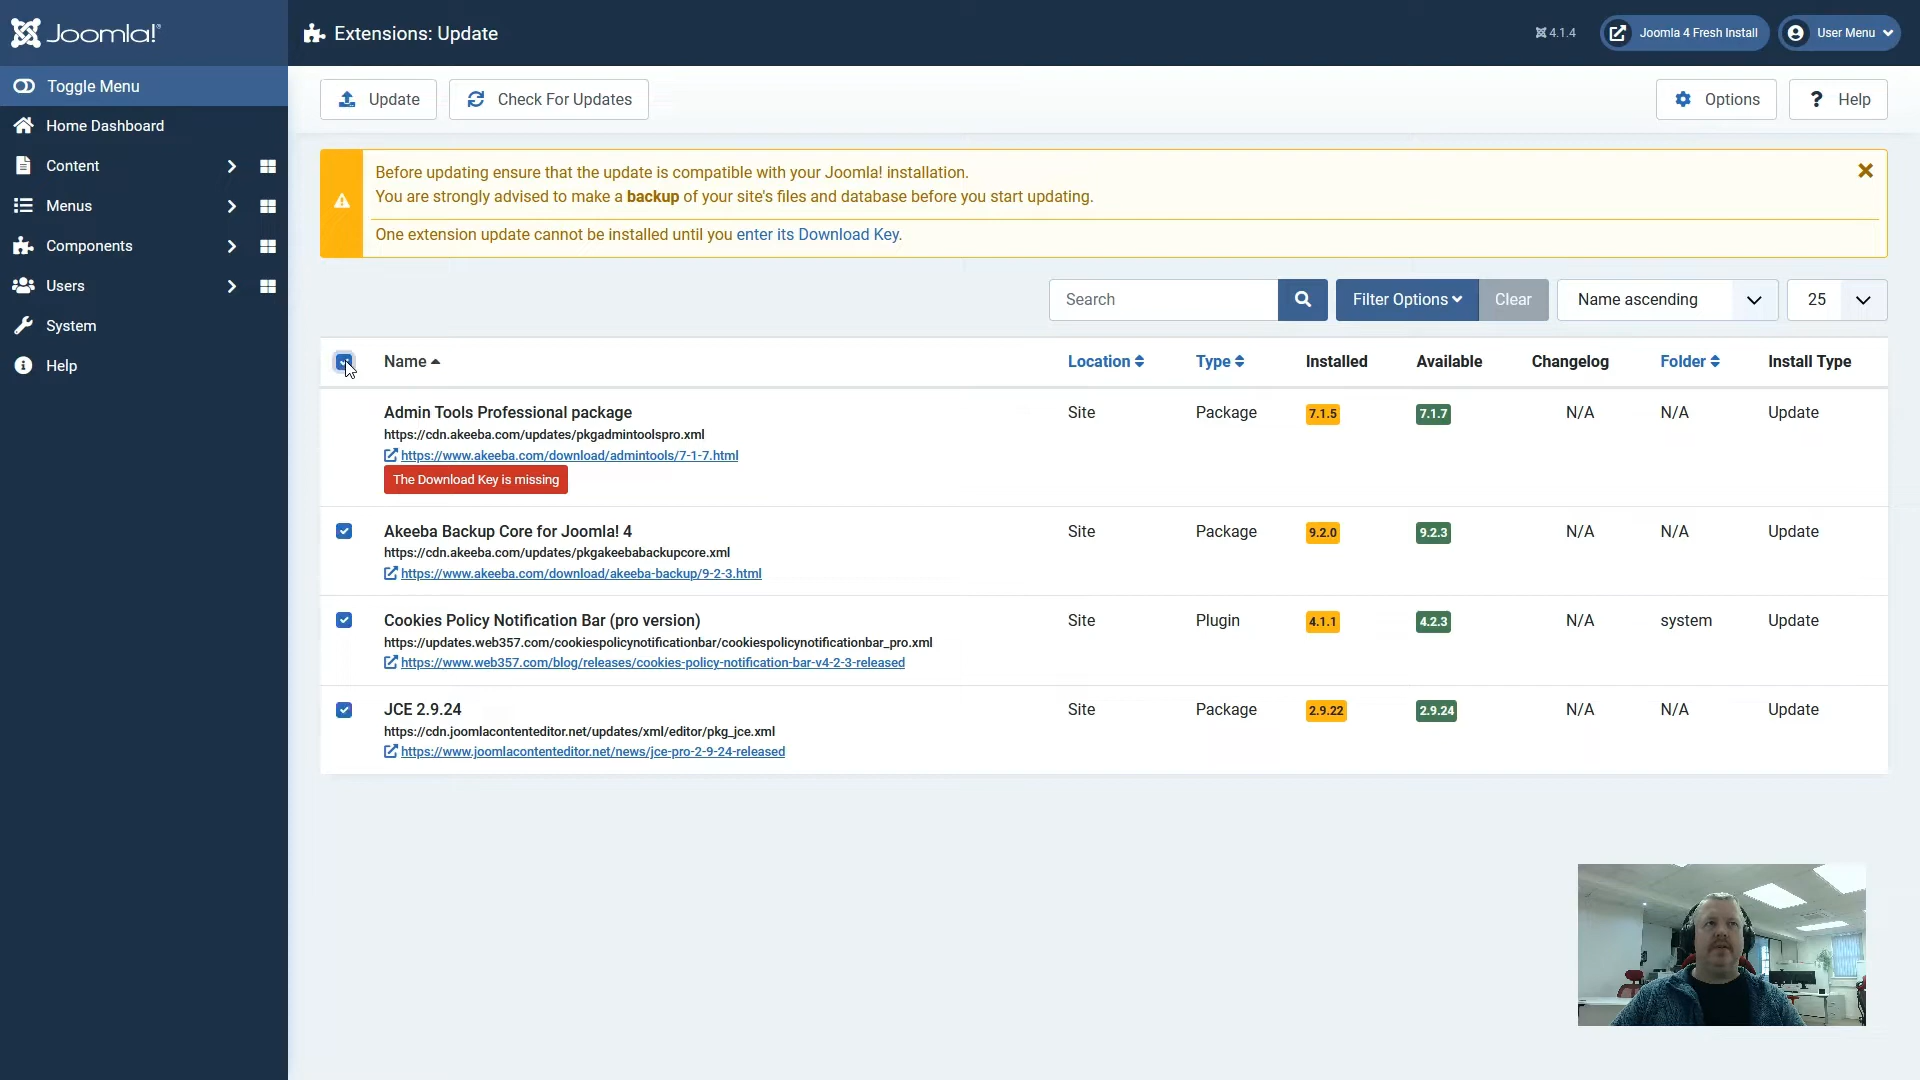 Joomla!
Extensions: Update
4.1.4
Joomla 4 Fresh Install
User Menu
Toggle Menu
Home Dashboard
Content
Menus
Components
Users
System
Help
Update
Check For Updates
Options
? Help
Before updating ensure that the update is compatible with your Joomla! installation.
You are strongly advised to make a backup of your site's files and database before you start updating.
One extension update cannot be installed until you enter its Download Key.
Search
Filter Options
Clear
Name ascending
25
Name Location Type Installed Available Changelog Folder Install Type
Admin Tools Professional package Site Package 7.1.5 7.1.7 N/A N/A Update
https://cdn.akeeba.com/updates/pkgadmintoolspro.xml
https://www.akeeba.com/download/admintools/7-1-7.html
The Download Key is missing
Akeeba Backup Core for Joomla! 4 Site Package 9.2.0 9.2.3 N/A N/A Update
https://cdn.akeeba.com/updates/pkgakeebabackupcore.xml
https://www.akeeba.com/download/akeeba-backup/9-2-3.html
Cookies Policy Notification Bar (pro version) Site Plugin 4.1.1 4.2.3 N/A system Update
https://updates.web357.com/cookiespolicynotificationbar/cookiespolicynotificationbar_pro.xml
https://www.web357.com/blog/releases/cookies-policy-notification-bar-v4-2-3-released
JCE 2.9.24 Site Package 2.9.22 2.9.24 N/A N/A Update
https://cdn.joomlacontenteditor.net/updates/xml/editor/pkg_jce.xml
https://www.joomlacontenteditor.net/news/jce-pro-2-9-24-released